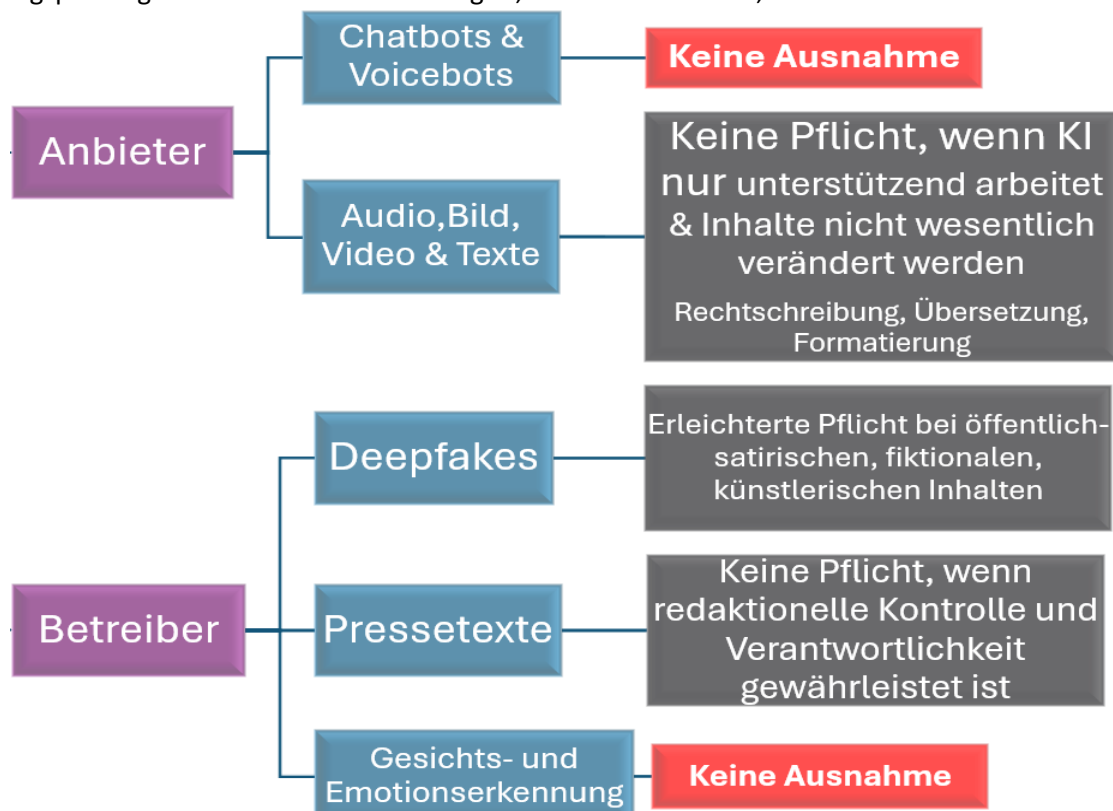 Chatbots &
Voicebots
Keine Ausnahme
Anbieter
Audio,Bild,
Video & Texte
Keine Pflicht, wenn KI
nur unterstützend arbeitet
& Inhalte nicht wesentlich
verändert werden
Rechtschreibung, Übersetzung,
Formatierung
Deepfakes
Erleichterte Pflicht bei öffentlich-
satirischen, fiktionalen,
künstlerischen Inhalten
Betreiber
Pressetexte
Keine Pflicht, wenn
redaktionelle Kontrolle und
Verantwortlichkeit
gewährleistet ist
Gesichts- und
Emotionserkennung
Keine Ausnahme